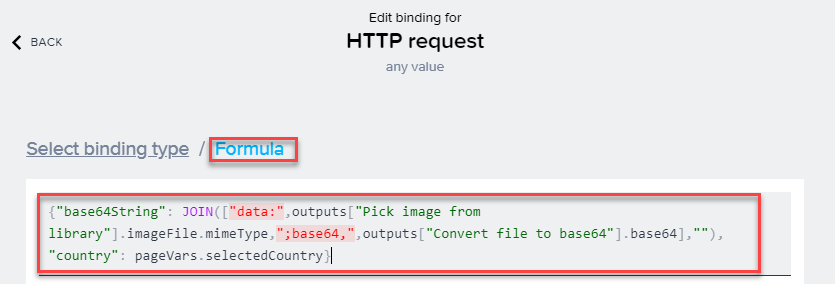 Edit binding for
BACK
HTTP request
any value
Select binding type / Formula
{"base64String": JOIN(["data:",outputs["Pick image from
library"].imageFile.mimeType,";base64,",outputs["Convert file to base64"].base64],""),
"country": pageVars.selectedCountry}